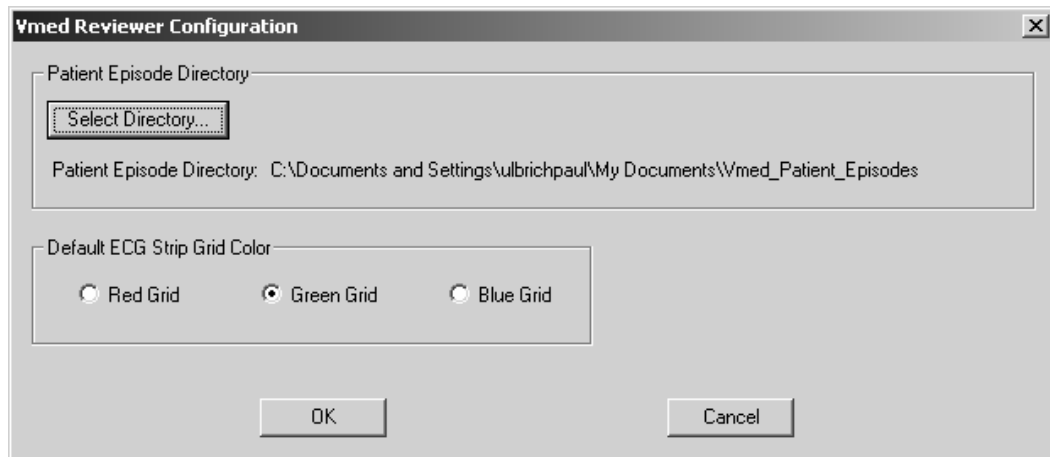 Vmed Reviewer Configuration
Patient Episode Directory
Select Directory...
Patient Episode Directory: C:\Documents and Settings\ulbrichpaul\My Documents\Vmed_Patient_Episodes
Default ECG Strip Grid Color
Red Grid Green Grid Blue Grid
OK Cancel